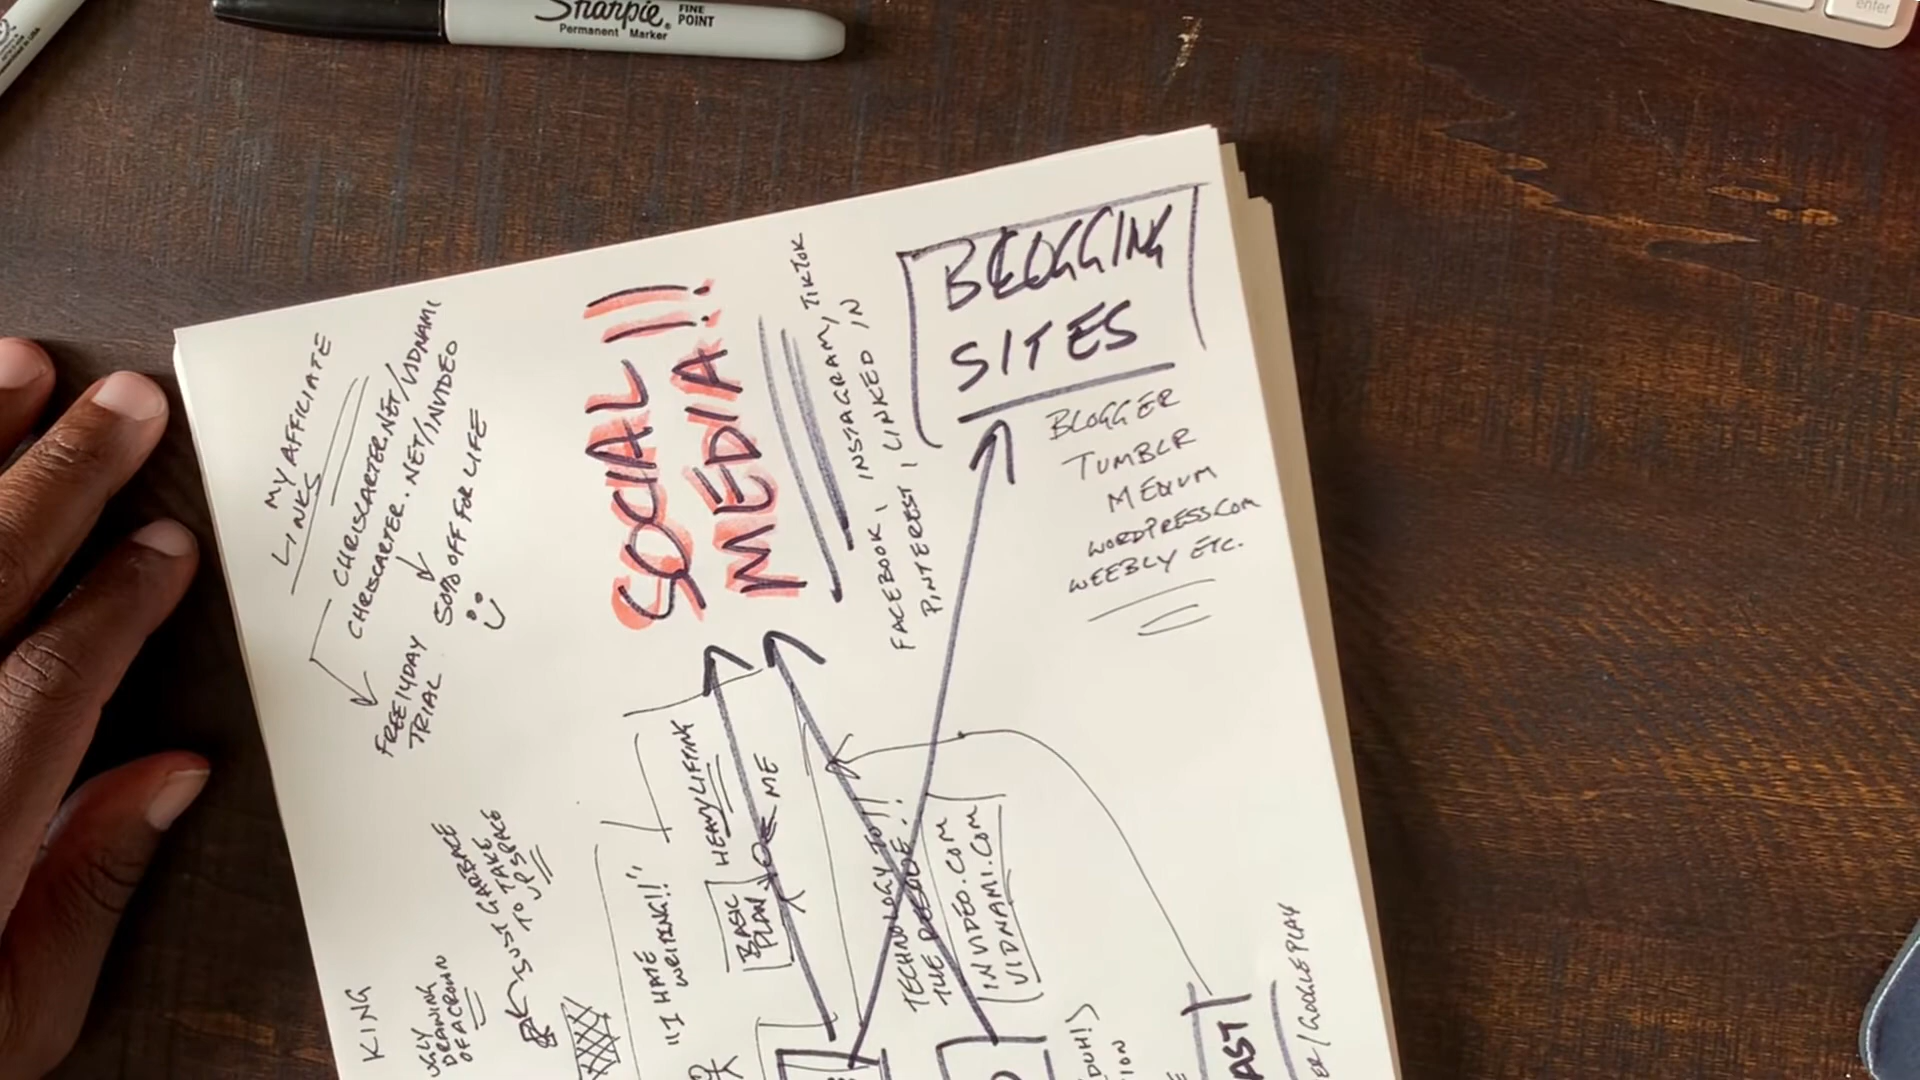 Sharpie. FINE POINT
Permanent Marker
enter
MY AFFILIATE
LINKS
CHRISCARTER.NET/VIDNAMI
CHRISCARTER.NET/INVIDEO
50% OFF FOR LIFE
FREE 14 DAY
TRIAL
SOCIAL
MEDIA!!
FACEBOOK, INSTAGRAM, TIKTOK
PINTEREST, LINKED IN
BLOGGING
SITES
BLOGGER
TUMBLR
MEDIUM
WORDPRESS.COM
WEEBLY ETC.
HEAVY LIFTING
BASIC
PLAN
ME
"I HATE
WRITING!!"
TECHNOLOGY TO
THE RESCUE!!
INVIDEO.COM
VIDNAMI.COM
KING
UGLY
DRAWING
OF A CROWN
JUST GARBAGE
TO TAKE
UP SPACE
(DUH!)
TION
AST
ER/GOOGLE PLAY